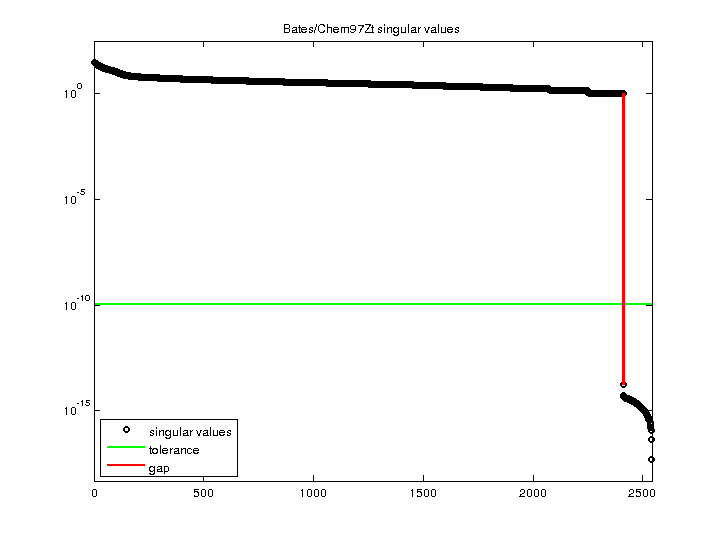 Bates/Chem97Zt singular values
10^0
10^-5
10^-10
10^-15
singular values
tolerance
gap
0 500 1000 1500 2000 2500